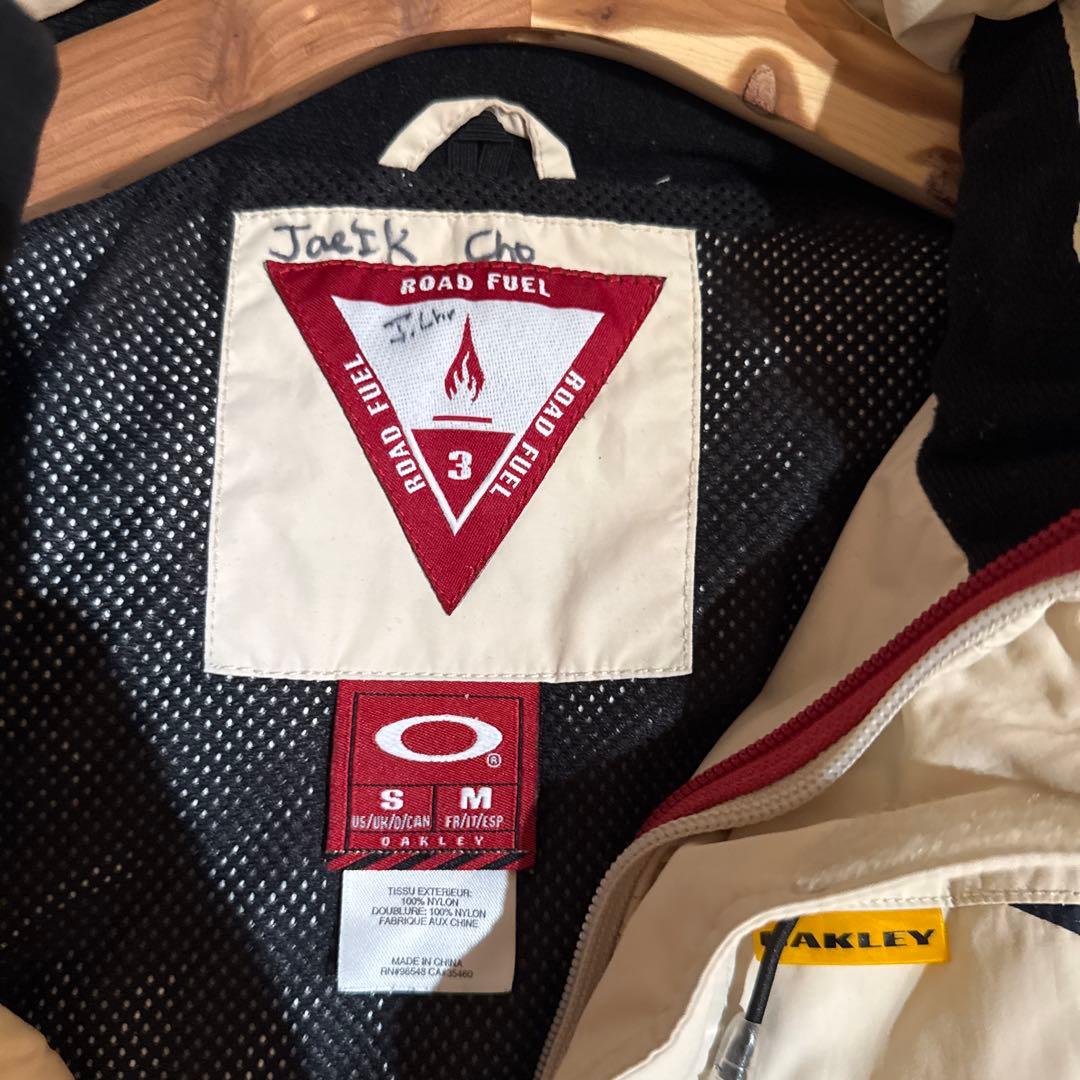 JaeIk Cho
ROAD FUEL
J. Cho
ROAD FUEL
ROAD FUEL
3
®
S M
US/UK/D/CAN FR/IT/ESP
OAKLEY
TISSU EXTERIEUR:
100% NYLON
DOUBLURE: 100% NYLON
FABRIQUE AUX CHINE
MADE IN CHINA
RN#96548 CA#35460
OAKLEY